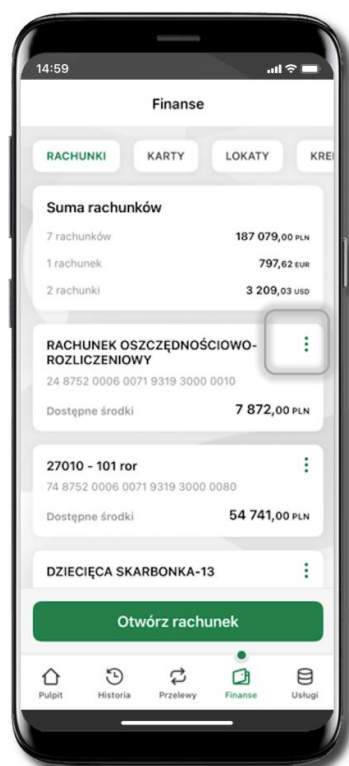 14:59
Finanse
RACHUNKI KARTY LOKATY KRE
Suma rachunków
7 rachunków 187 079,00 PLN
1 rachunek 797,62 EUR
2 rachunki 3 209,03 USD
RACHUNEK OSZCZĘDNOŚCIOWO-
ROZLICZENIOWY
24 8752 0006 0071 9319 3000 0010
Dostępne środki 7 872,00 PLN
27010 - 101 ror
74 8752 0006 0071 9319 3000 0080
Dostępne środki 54 741,00 PLN
DZIECIĘCA SKARBONKA-13
Otwórz rachunek
Pulpit Historia Przelewy Finanse Usługi